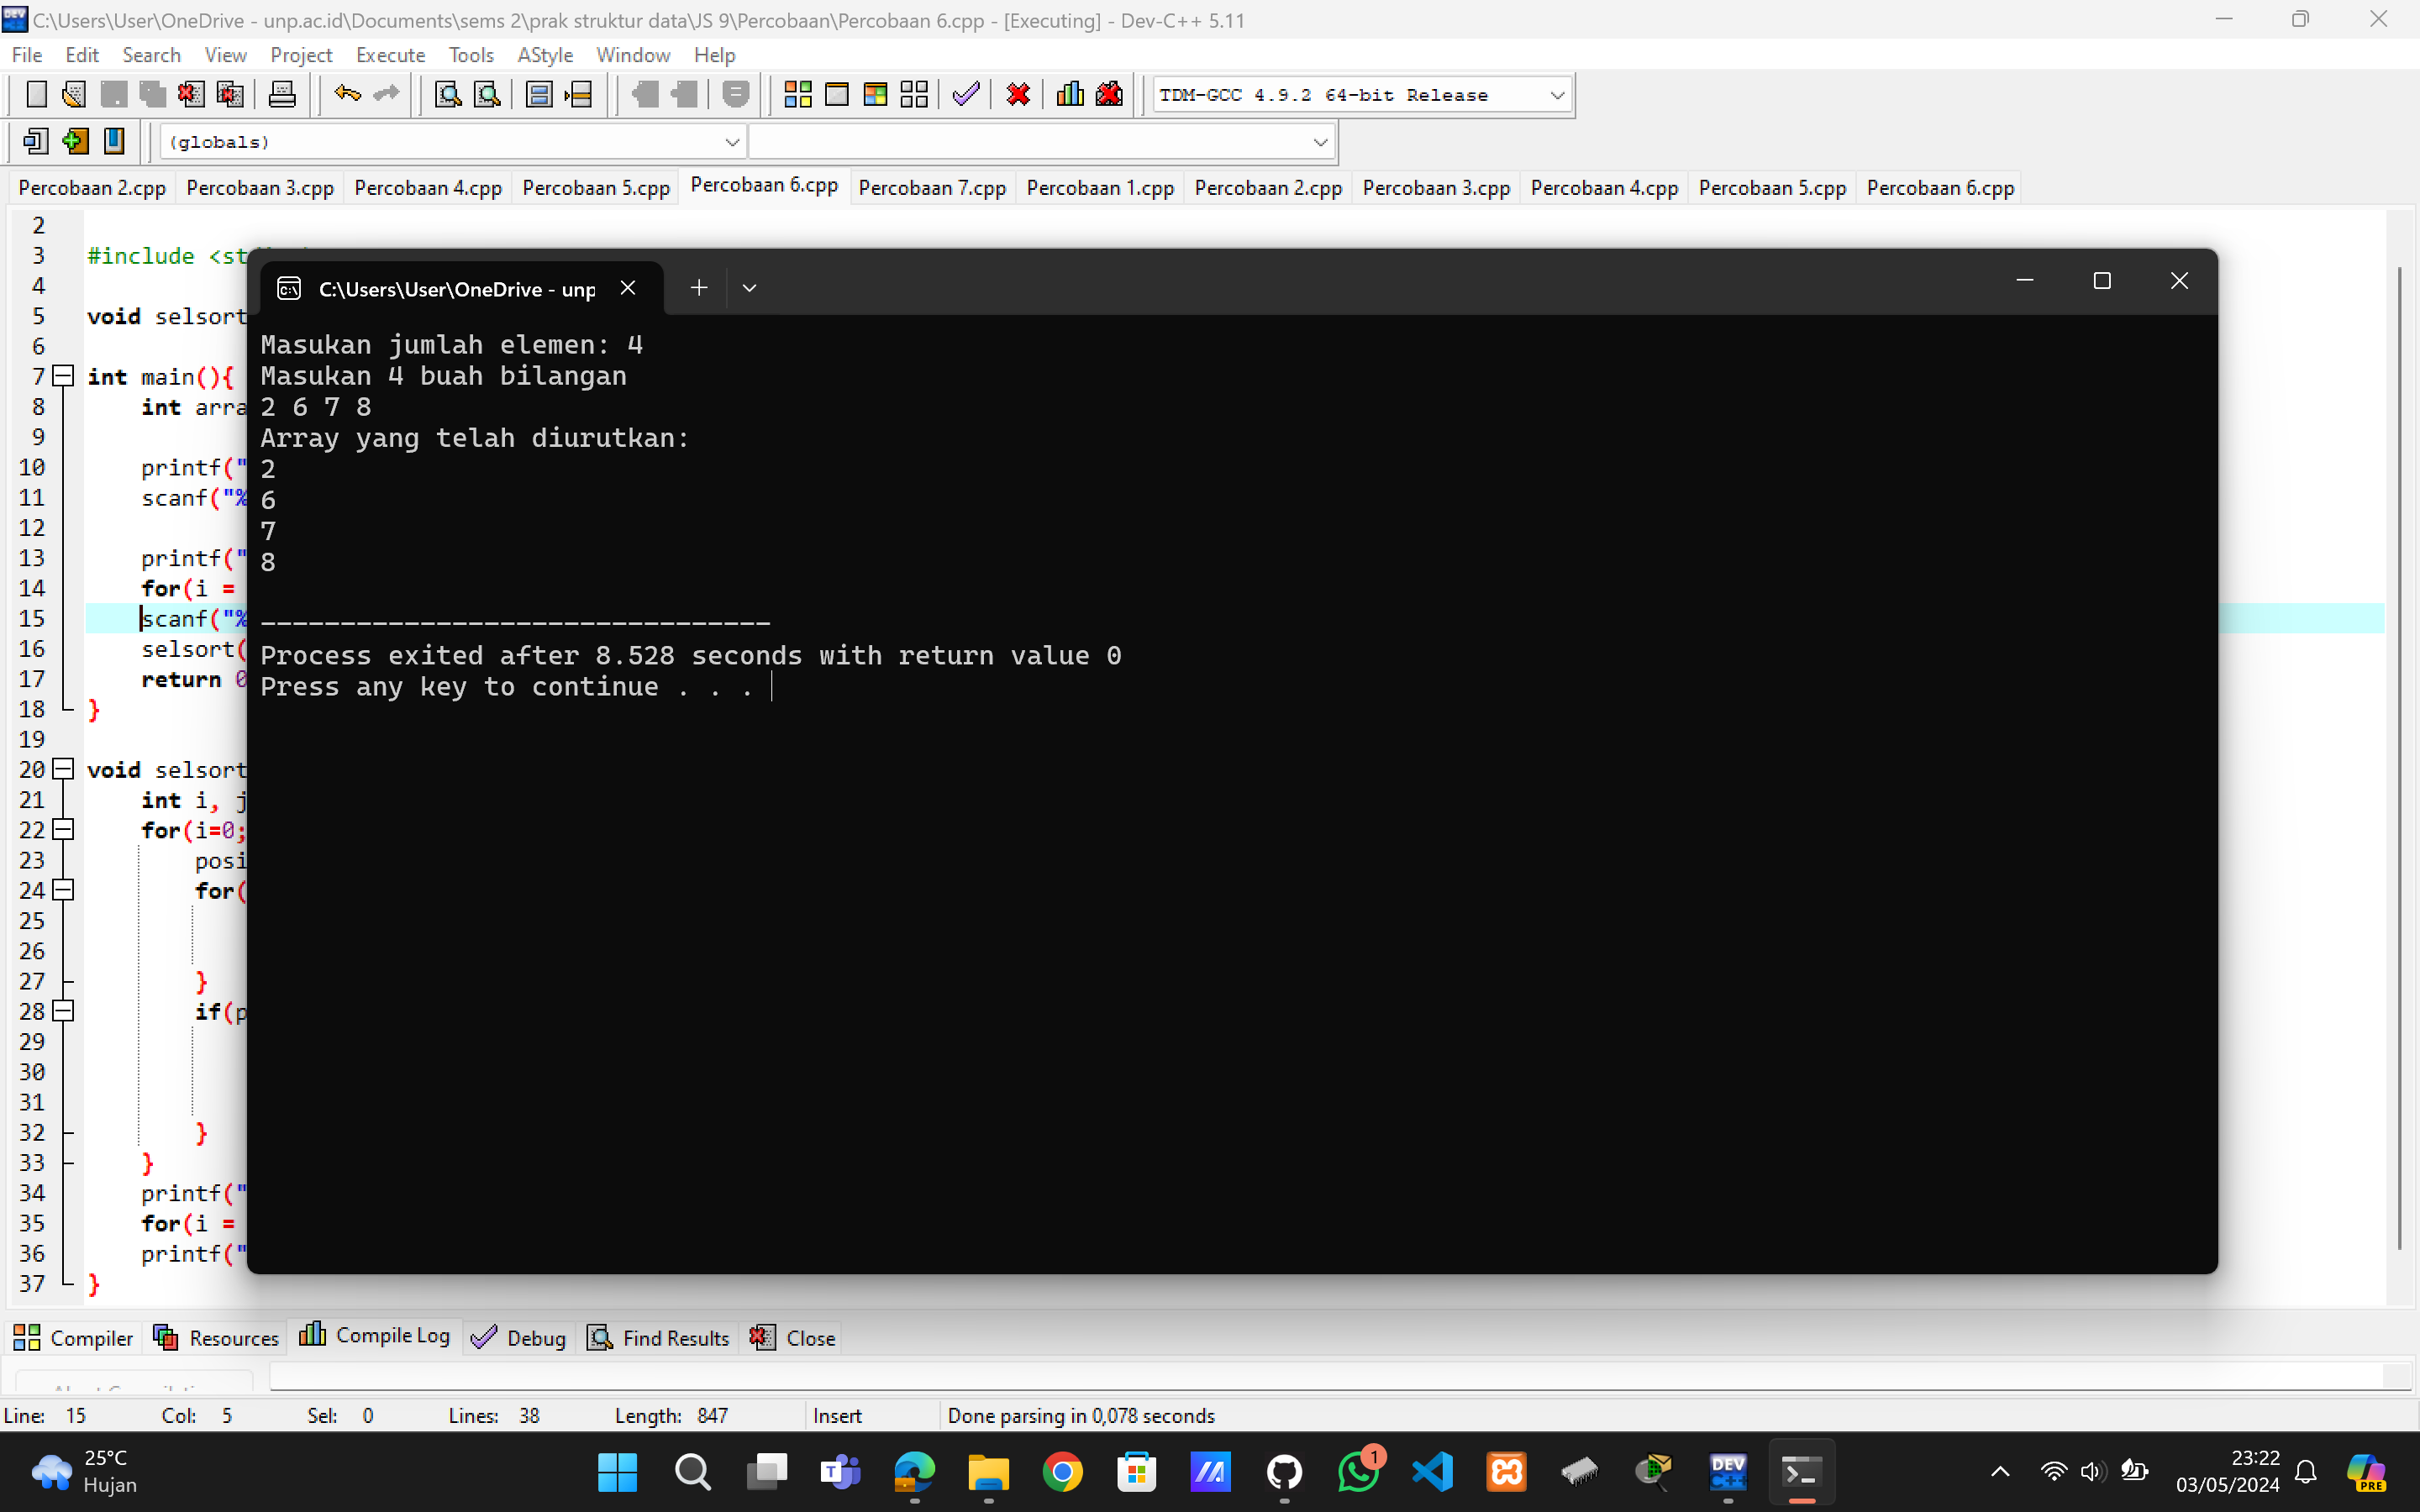 C:\Users\User\OneDrive - unp.ac.id\Documents\sems 2\prak struktur data\JS 9\Percobaan\Percobaan 6.cpp - [Executing] - Dev-C++ 5.11
File Edit Search View Project Execute Tools AStyle Window Help
TDM-GCC 4.9.2 64-bit Release
(globals)
Percobaan 2.cpp Percobaan 3.cpp Percobaan 4.cpp Percobaan 5.cpp Percobaan 6.cpp Percobaan 7.cpp Percobaan 1.cpp Percobaan 2.cpp Percobaan 3.cpp Percobaan 4.cpp Percobaan 5.cpp Percobaan 6.cpp
2
3 #include <st
4
5 void selsort
6
7 int main(){
8 int arra
9
10 printf("
11 scanf("%
12
13 printf("
14 for(i =
15 scanf("%
16 selsort(
17 return 0
18 }
19
20 void selsort
21 int i, j
22 for(i=0;
23 posi
24 for(
25
26
27 }
28 if(p
29
30
31
32 }
33 }
34 printf("
35 for(i =
36 printf("
37 }
C:\Users\User\OneDrive - unp
Masukan jumlah elemen: 4
Masukan 4 buah bilangan
2 6 7 8
Array yang telah diurutkan:
2
6
7
8
--------------------------------
Process exited after 8.528 seconds with return value 0
Press any key to continue . . .
Compiler Resources Compile Log Debug Find Results Close
Line: 15 Col: 5 Sel: 0 Lines: 38 Length: 847 Insert Done parsing in 0,078 seconds
25°C
Hujan
1
DEV
C++
PRE
23:22
03/05/2024